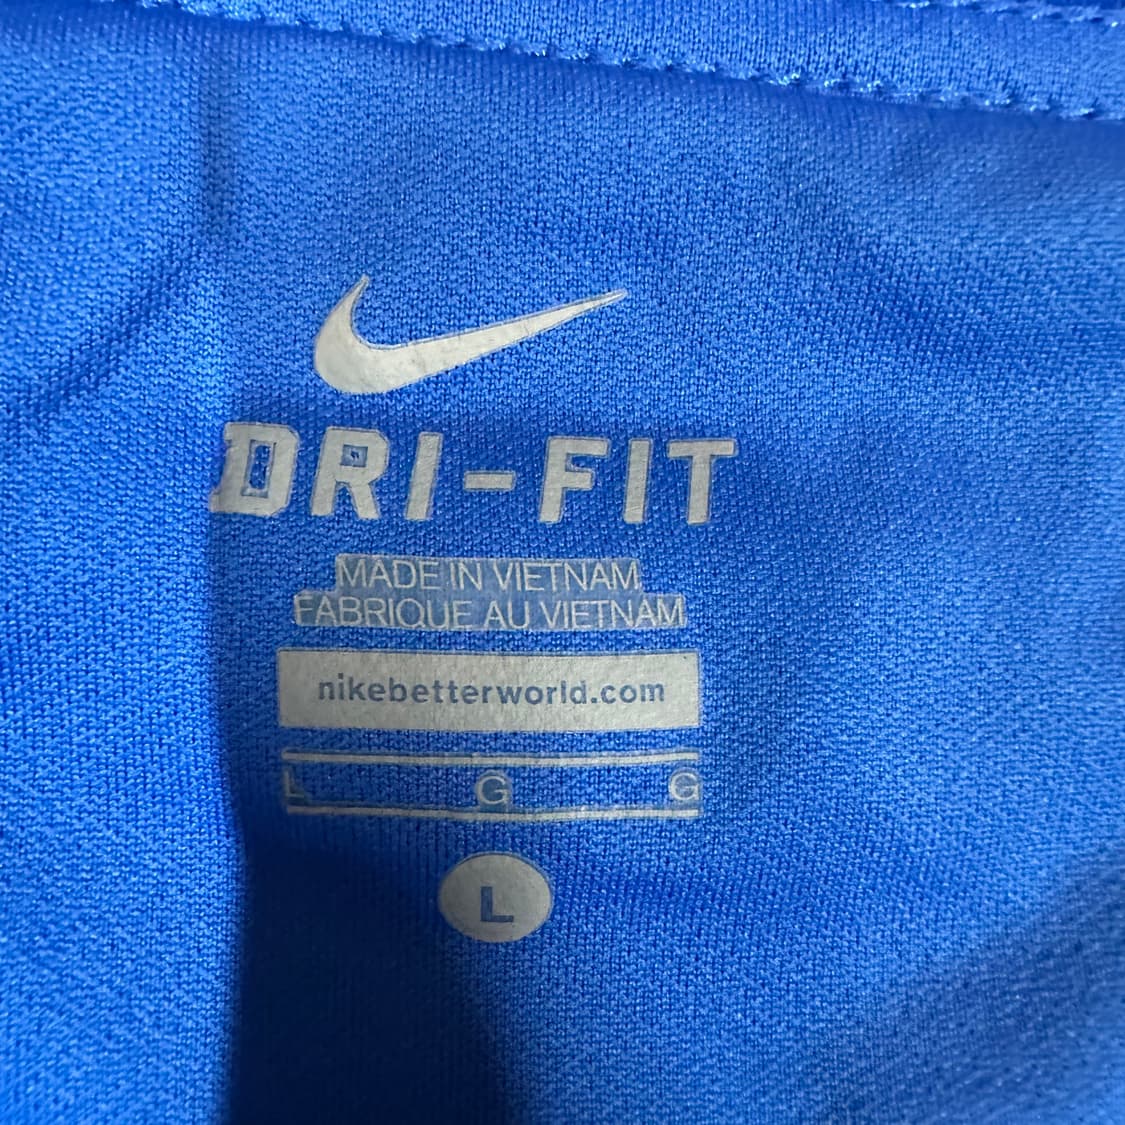 DRI-FIT
MADE IN VIETNAM
FABRIQUE AU VIETNAM
nikebetterworld.com
L G G
L